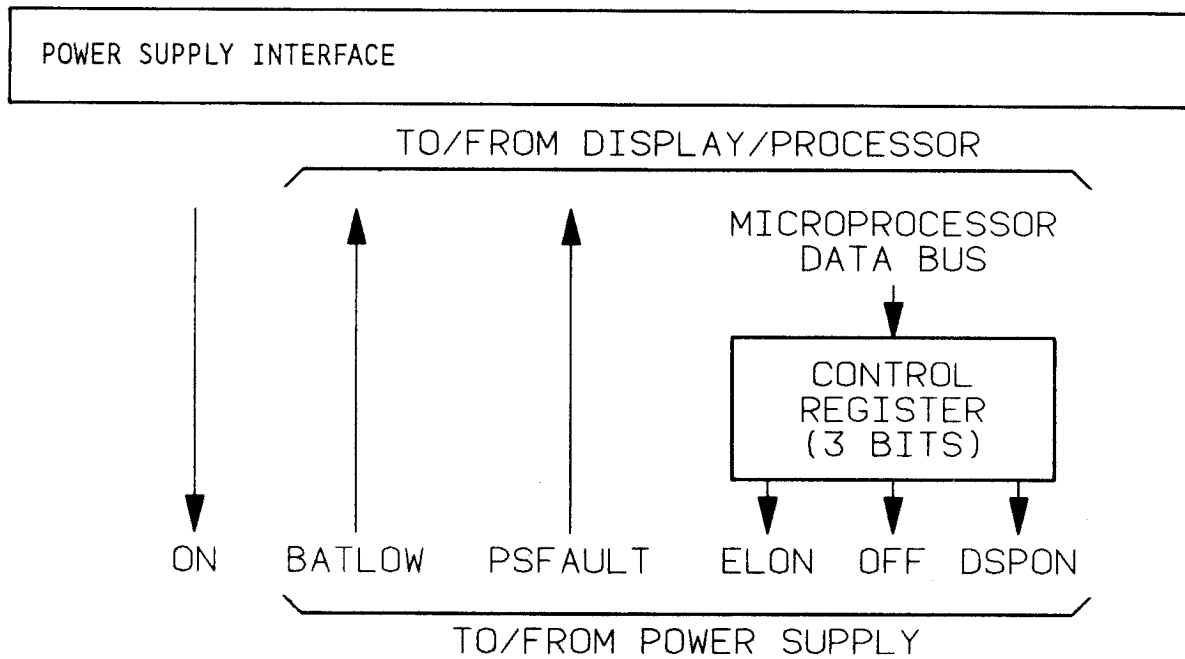 POWER SUPPLY INTERFACE
TO/FROM DISPLAY/PROCESSOR
MICROPROCESSOR
DATA BUS
CONTROL
REGISTER
(3 BITS)
ON BATLOW PSFAULT ELON OFF DSPON
TO/FROM POWER SUPPLY